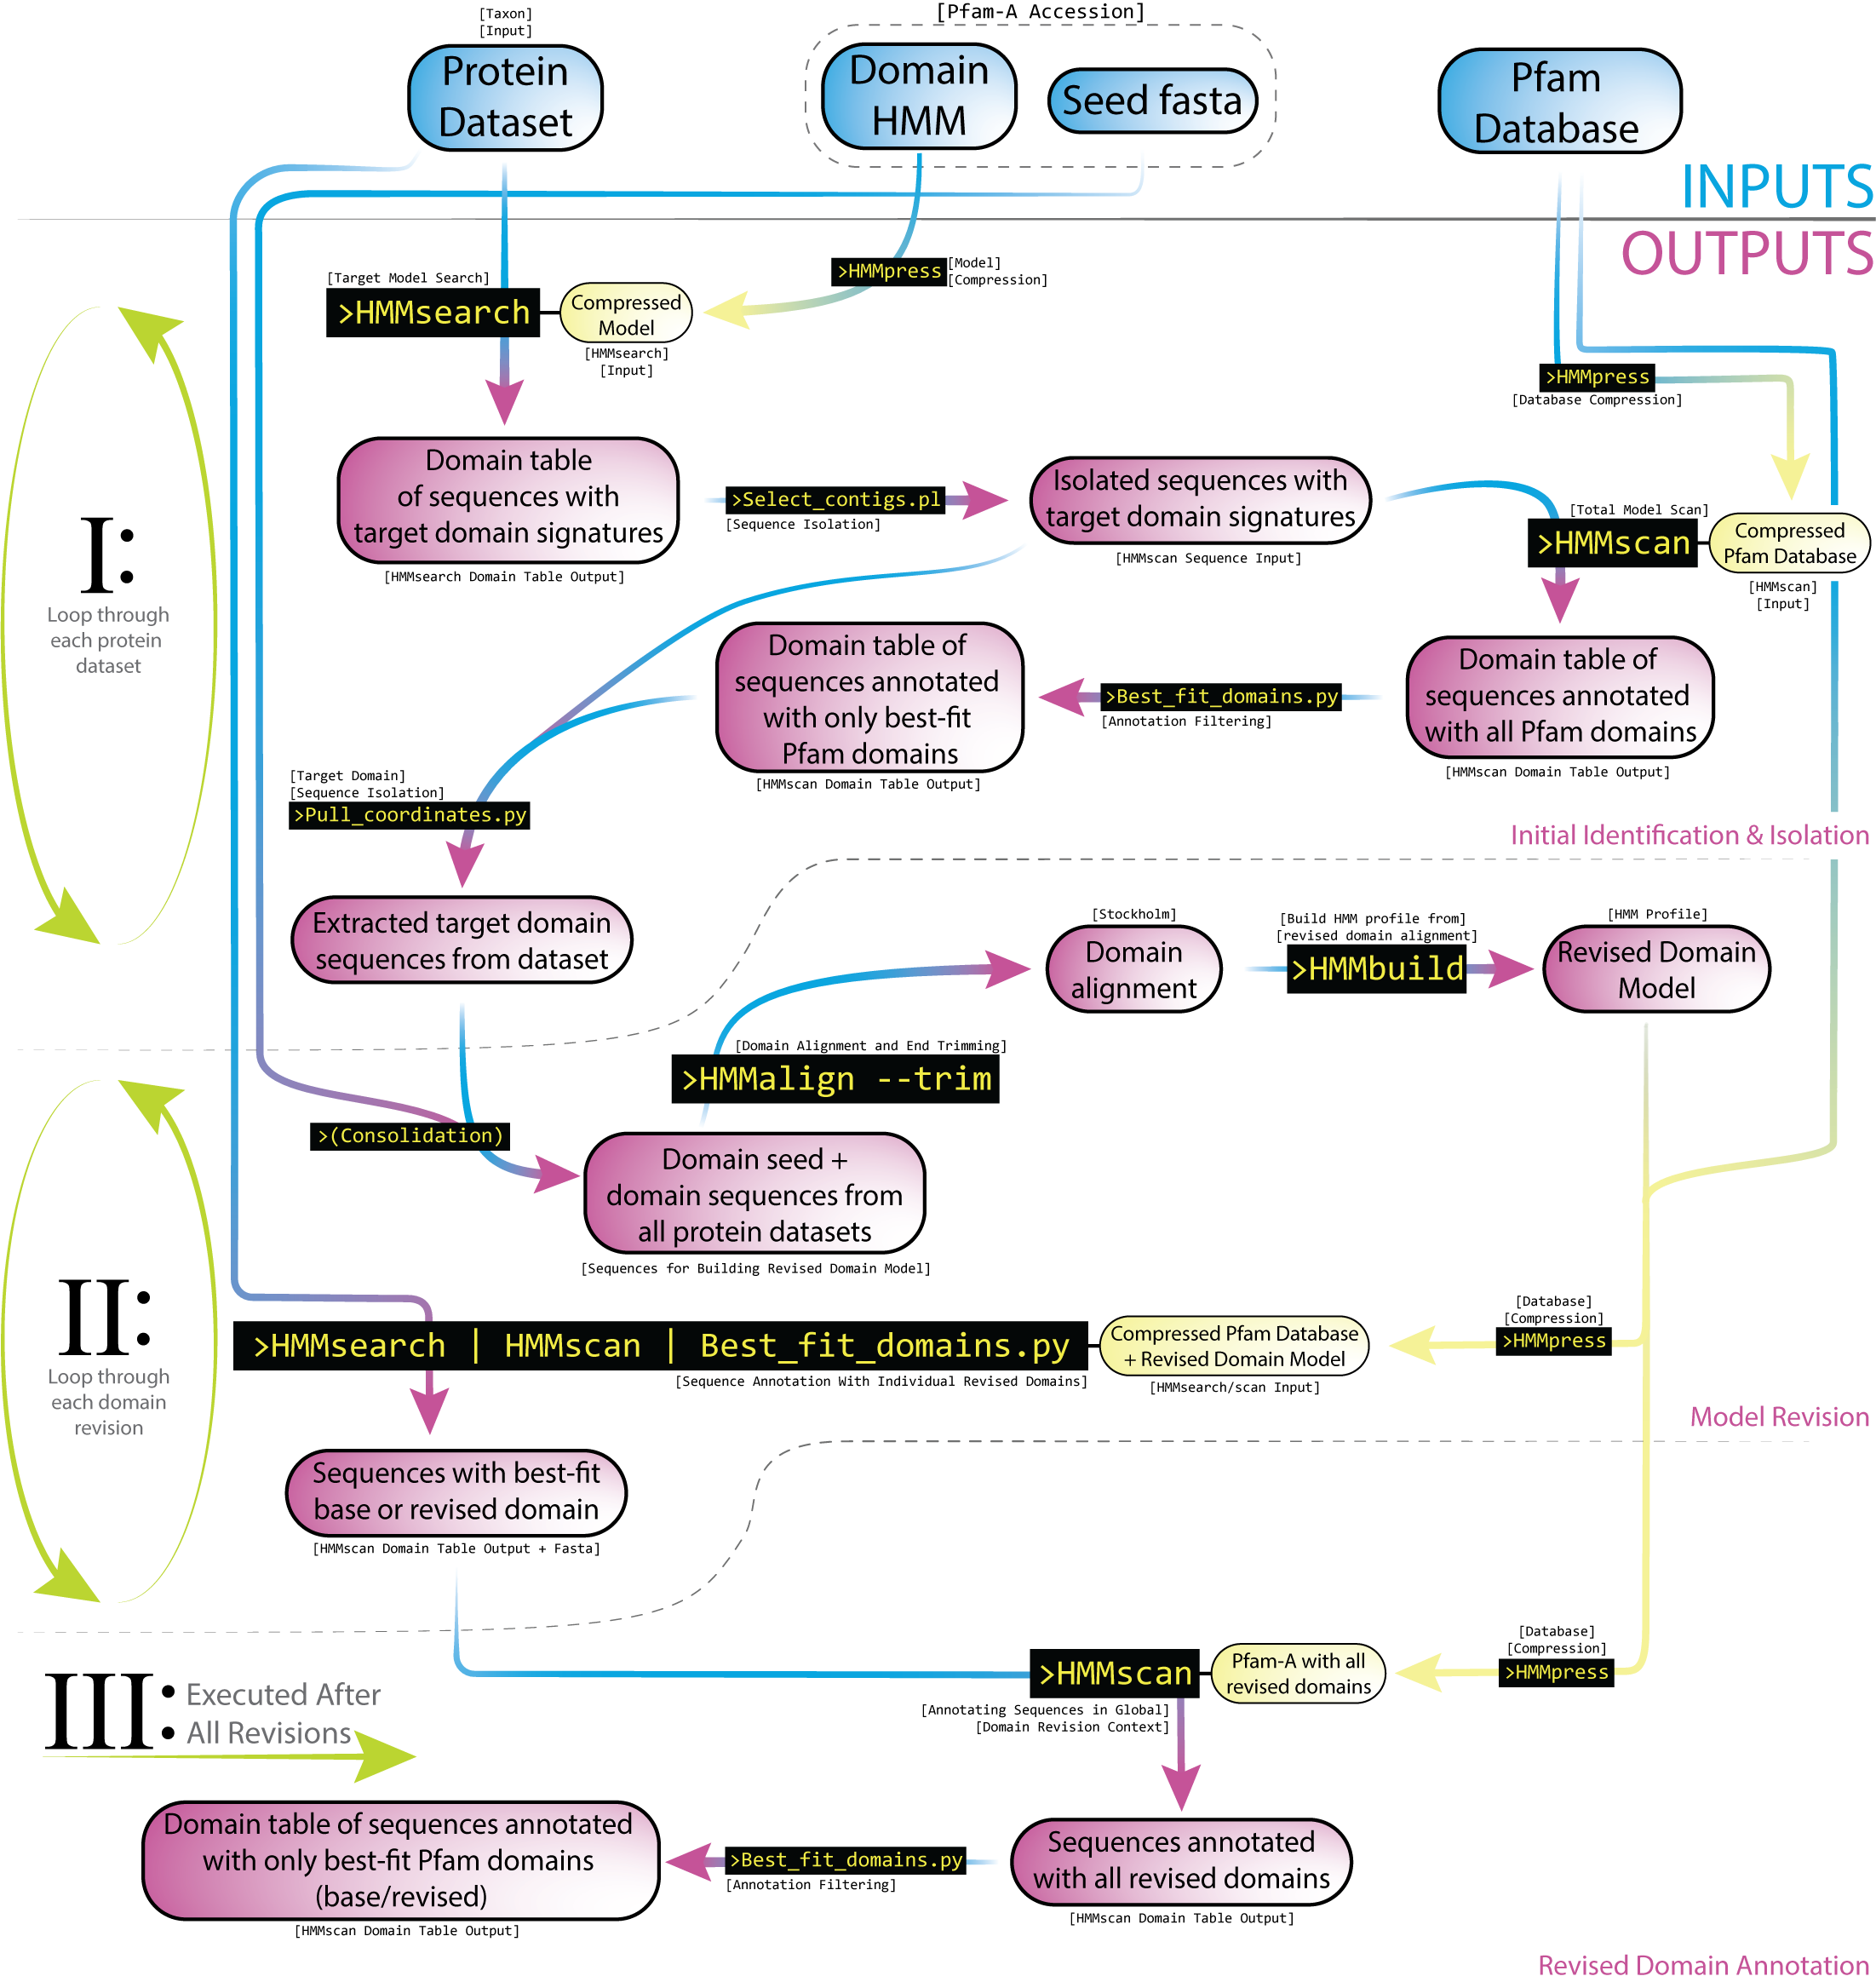 [Taxon]
[Input]
Protein
Dataset
[Pfam-A Accession]
Domain
HMM
Seed fasta
Pfam
Database
INPUTS
OUTPUTS
>HMMpress
[Model]
[Compression]
[Target Model Search]
>HMMsearch
Compressed
Model
[HMMsearch]
[Input]
>HMMpress
[Database Compression]
Domain table
of sequences with
target domain signatures
[HMMsearch Domain Table Output]
>Select_contigs.pl
[Sequence Isolation]
Isolated sequences with
target domain signatures
[HMMscan Sequence Input]
[Total Model Scan]
>HMMscan
Compressed
Pfam Database
[HMMscan]
[Input]
I:
Loop through
each protein
dataset
Domain table of
sequences annotated
with only best-fit
Pfam domains
[HMMscan Domain Table Output]
>Best_fit_domains.py
[Annotation Filtering]
Domain table of
sequences annotated
with all Pfam domains
[HMMscan Domain Table Output]
[Target Domain]
[Sequence Isolation]
>Pull_coordinates.py
Initial Identification & Isolation
Extracted target domain
sequences from dataset
[Stockholm]
Domain
alignment
[Build HMM profile from]
[revised domain alignment]
>HMMbuild
[HMM Profile]
Revised Domain
Model
[Domain Alignment and End Trimming]
>HMMalign --trim
>(Consolidation)
Domain seed +
domain sequences from
all protein datasets
[Sequences for Building Revised Domain Model]
II:
Loop through
each domain
revision
>HMMsearch | HMMscan | Best_fit_domains.py
[Sequence Annotation With Individual Revised Domains]
Compressed Pfam Database
+ Revised Domain Model
[HMMsearch/scan Input]
[Database]
[Compression]
>HMMpress
Model Revision
Sequences with best-fit
base or revised domain
[HMMscan Domain Table Output + Fasta]
III:
Executed After
All Revisions
>HMMscan
[Annotating Sequences in Global]
[Domain Revision Context]
Pfam-A with all
revised domains
[Database]
[Compression]
>HMMpress
Domain table of sequences annotated
with only best-fit Pfam domains
(base/revised)
[HMMscan Domain Table Output]
>Best_fit_domains.py
[Annotation Filtering]
Sequences annotated
with all revised domains
[HMMscan Domain Table Output]
Revised Domain Annotation